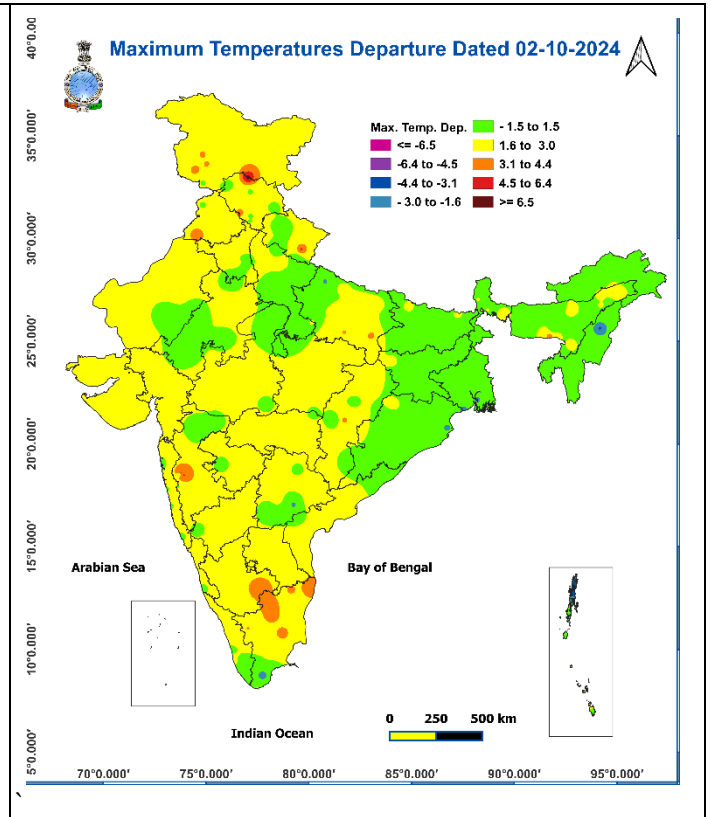 Maximum Temperatures Departure Dated 02-10-2024
Max. Temp. Dep.
<= -6.5
-6.4 to -4.5
-4.4 to -3.1
- 3.0 to -1.6
- 1.5 to 1.5
1.6 to 3.0
3.1 to 4.4
4.5 to 6.4
>= 6.5
40°0.00
35°0.000'
30°0.000'
25°0.000'
20°0.000'
15°0.000'
10°0.000'
5°0.000'
Arabian Sea
Bay of Bengal
Indian Ocean
0 250 500 km
70°0.000' 75°0.000' 80°0.000' 85°0.000' 90°0.000' 95°0.000'
`